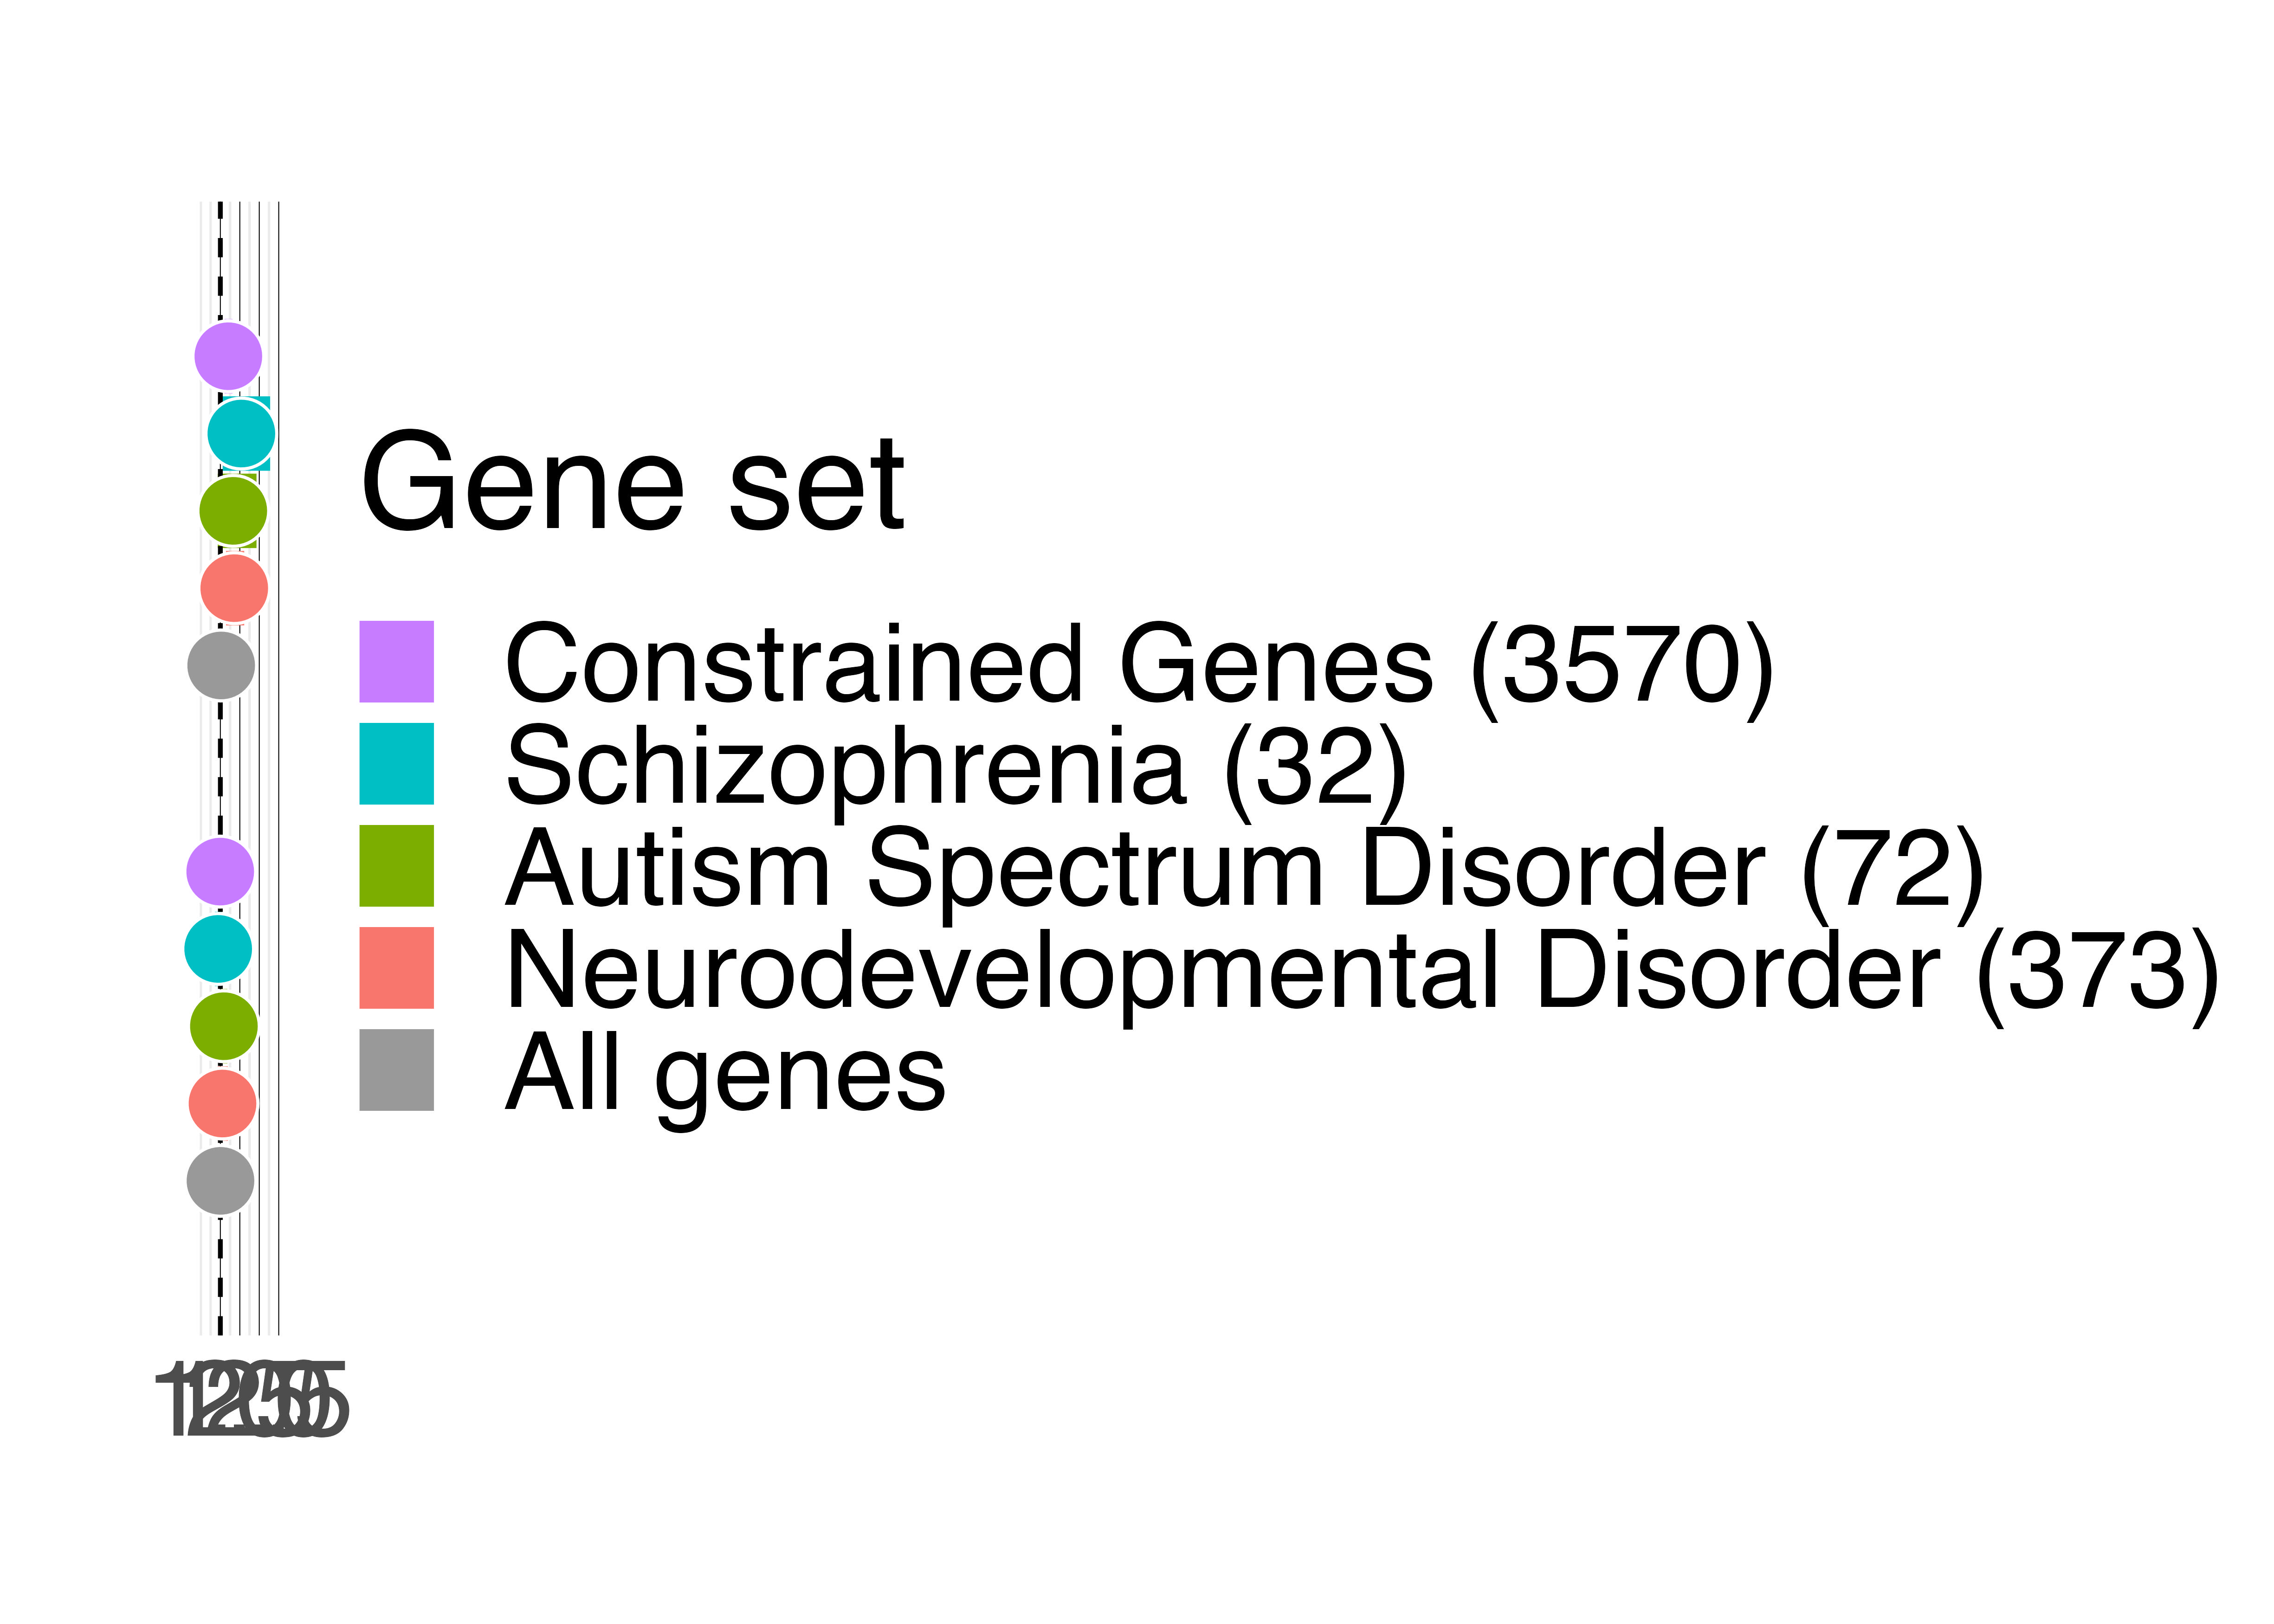 Gene set
Constrained Genes (3570)
Schizophrenia (32)
Autism Spectrum Disorder (72)
Neurodevelopmental Disorder (373)
All genes